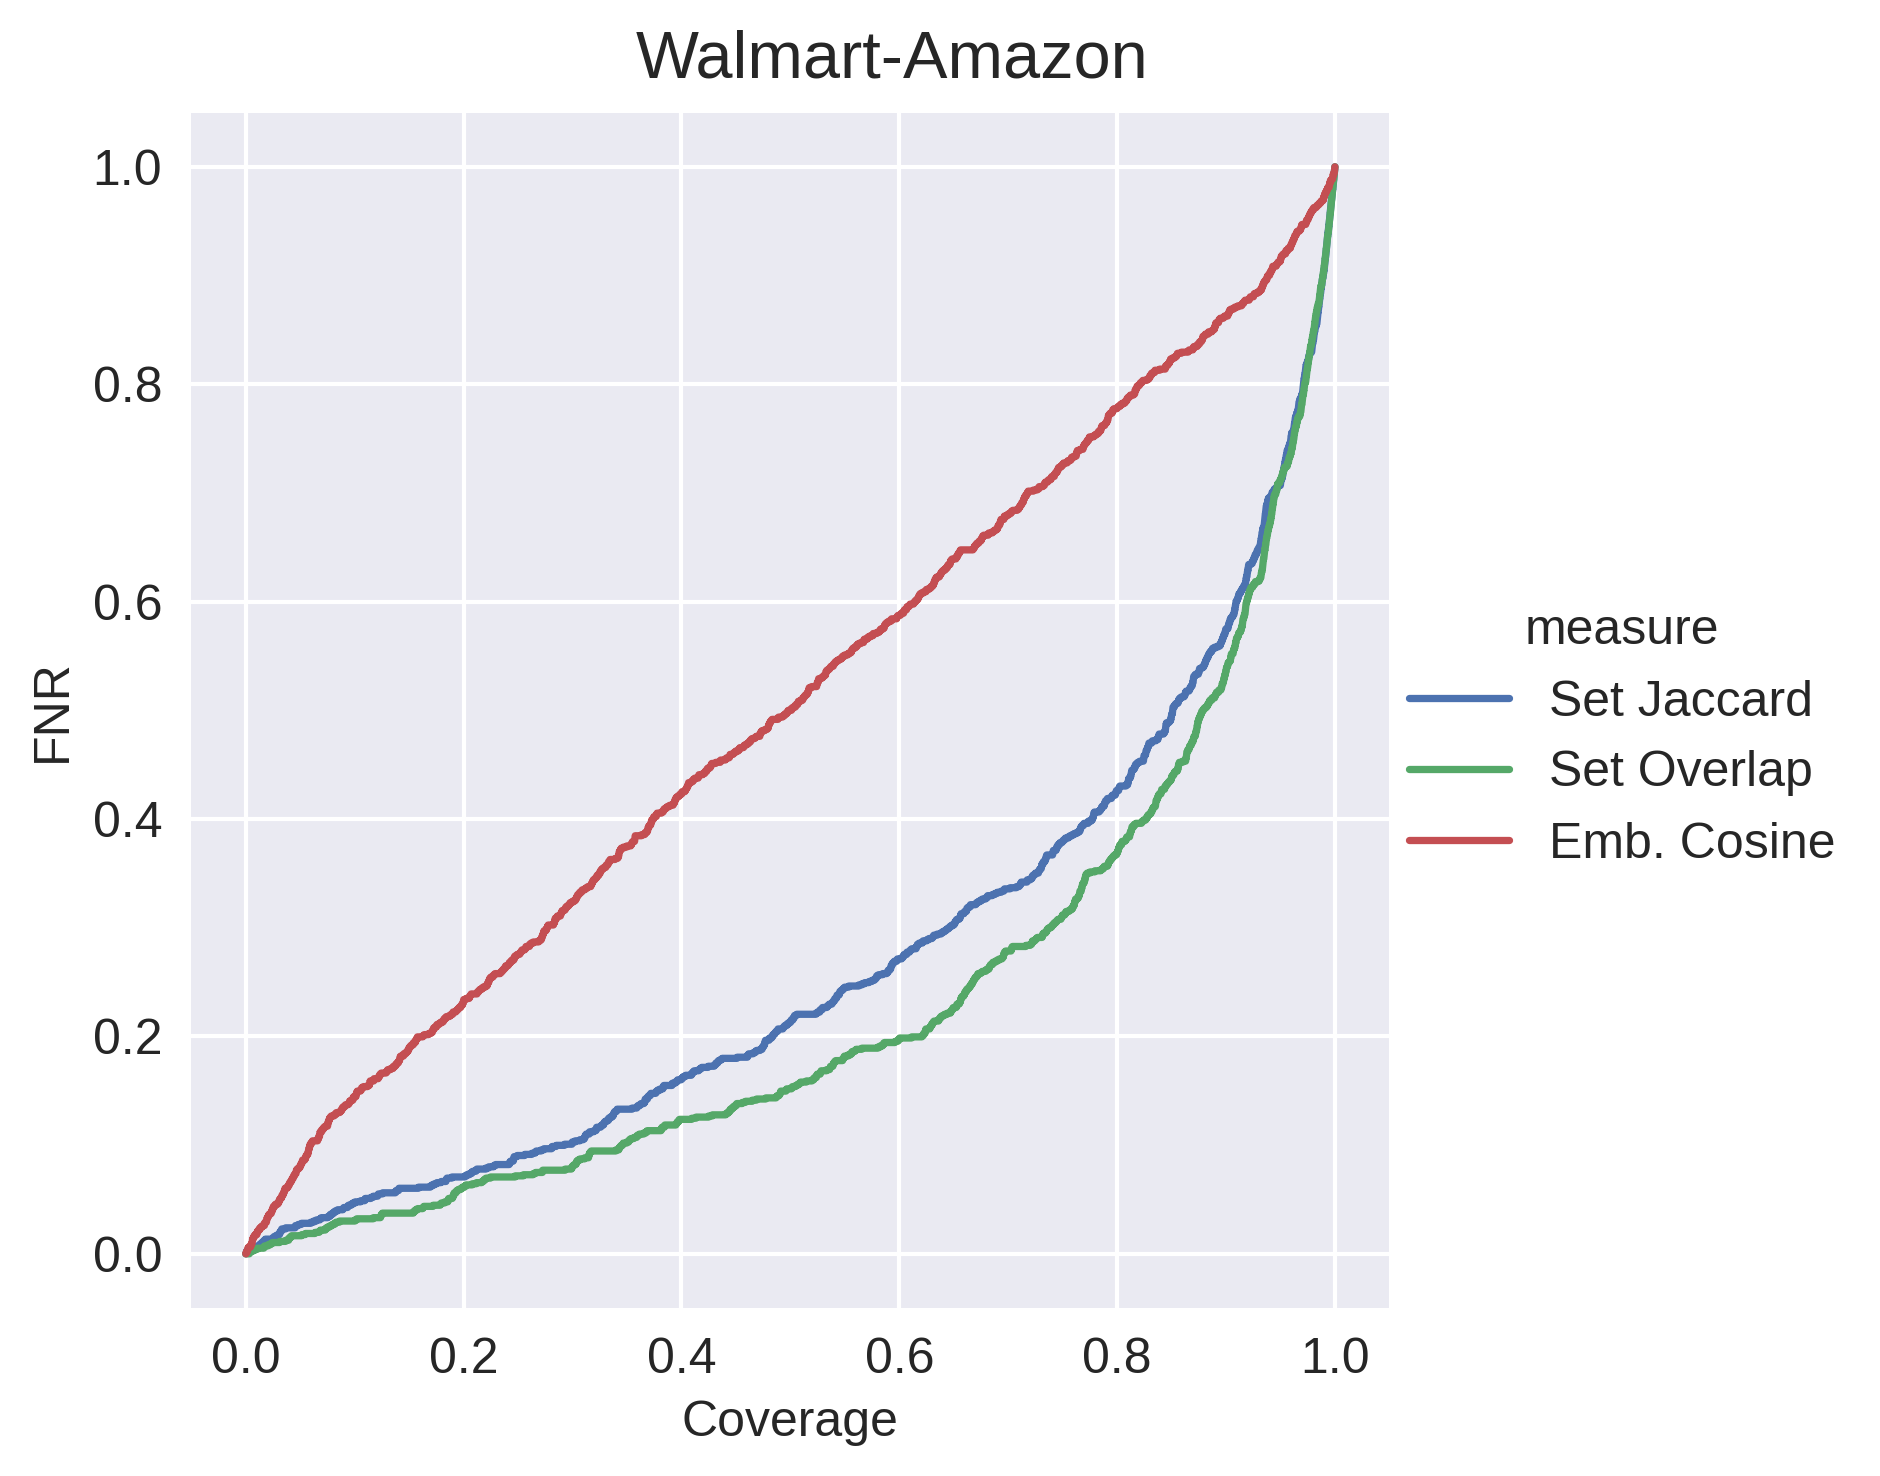 Walmart-Amazon
1.0
0.8
0.6
0.4
0.2
0.0
FNR
0.0 0.2 0.4 0.6 0.8 1.0
Coverage
measure
Set Jaccard
Set Overlap
Emb. Cosine